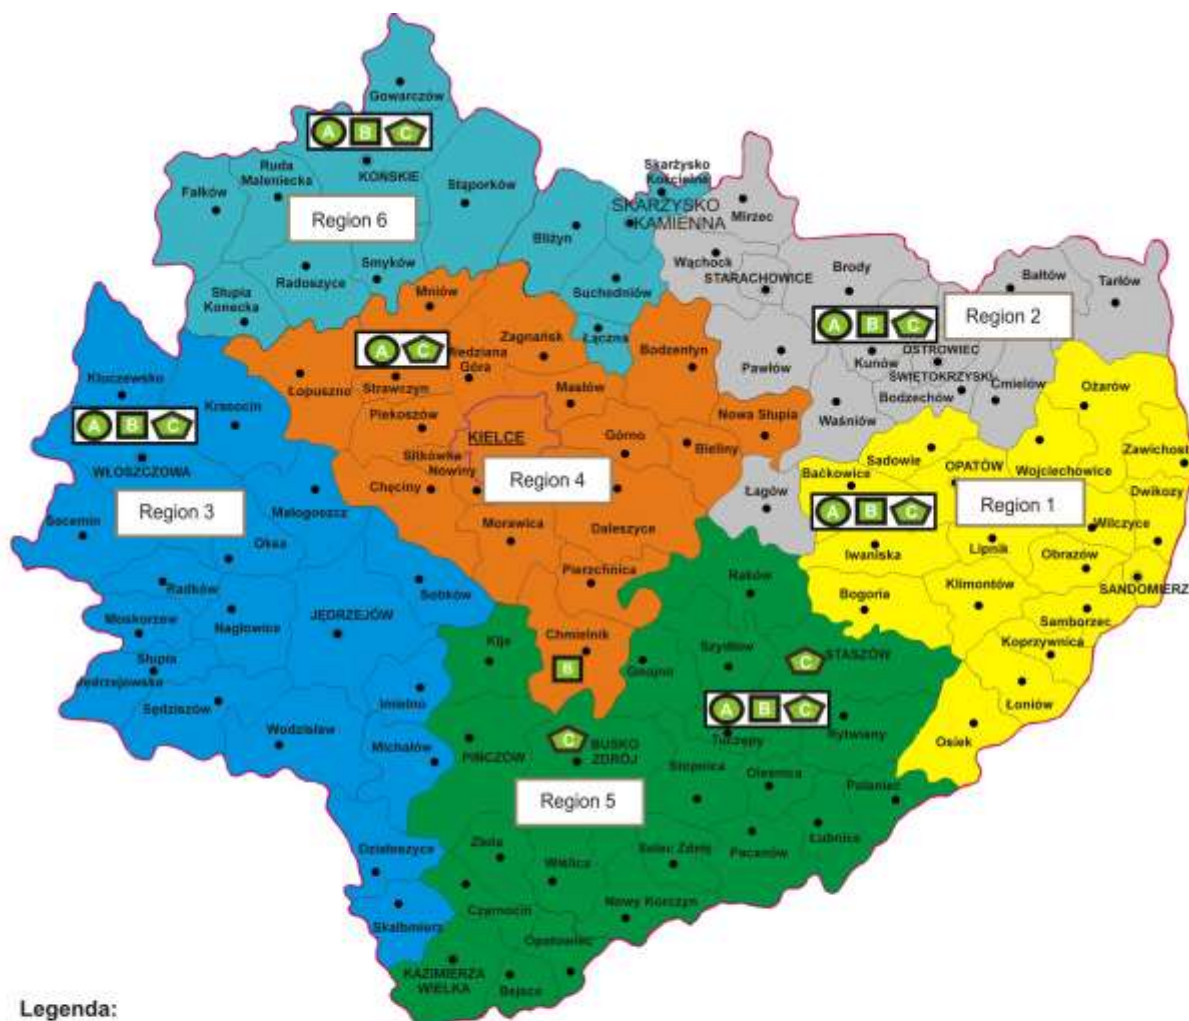 Gowarczów
A B C
KOŃSKIE
Ruda
Maleniecka
Fałków
Stąporków
Region 6
Radoszyce
Smyków
Słupia
Konecka
Skarżysko
Kościelne
SKARŻYSKO
KAMIENNA
Bliżyn
Suchedniów
Łączna
Mirzec
Wąchock
STARACHOWICE
Brody
Bałtów
Tarłów
Region 2
A B C
Kunów
OSTROWIEC
ŚWIĘTOKRZYSKI
Pawłów
Waśniów
Bodzechów
Ćmielów
Łagów
Mniów
Zagnańsk
A C
Miedziana
Góra
Strawczyn
Łopuszno
Bodzentyn
Masłów
Piekoszów
KIELCE
Górno
Nowa Słupia
Bieliny
Sitkówka
Nowiny
Chęciny
Region 4
Morawica
Daleszyce
Pierzchnica
Chmielnik
B
Kluczewsko
Krasocin
A B C
WŁOSZCZOWA
Region 3
Małogoszcz
Secemin
Oksa
Radków
Moskorzew
Nagłowice
JĘDRZEJÓW
Sobków
Słupia
Jędrzejowska
Sędziszów
Imielno
Wodzisław
Michałów
Działoszyce
Skalbmierz
Ożarów
Sadowie
OPATÓW
Wojciechowice
Zawichost
Baćkowice
Dwikozy
A B C
Region 1
Wilczyce
Iwaniska
Lipnik
Obrazów
SANDOMIERZ
Bogoria
Klimontów
Samborzec
Koprzywnica
Łoniów
Osiek
Raków
Kije
Szydłów
STASZÓW
C
Gnojno
A B C
Tuczępy
Rytwiany
C
BUSKO
ZDRÓJ
PIŃCZÓW
Stopnica
Oleśnica
Połaniec
Region 5
Łubnice
Złota
Wiślica
Solec Zdrój
Pacanów
Czarnocin
Nowy Korczyn
Opatowiec
KAZIMIERZA
WIELKA
Bejsce
Legenda: